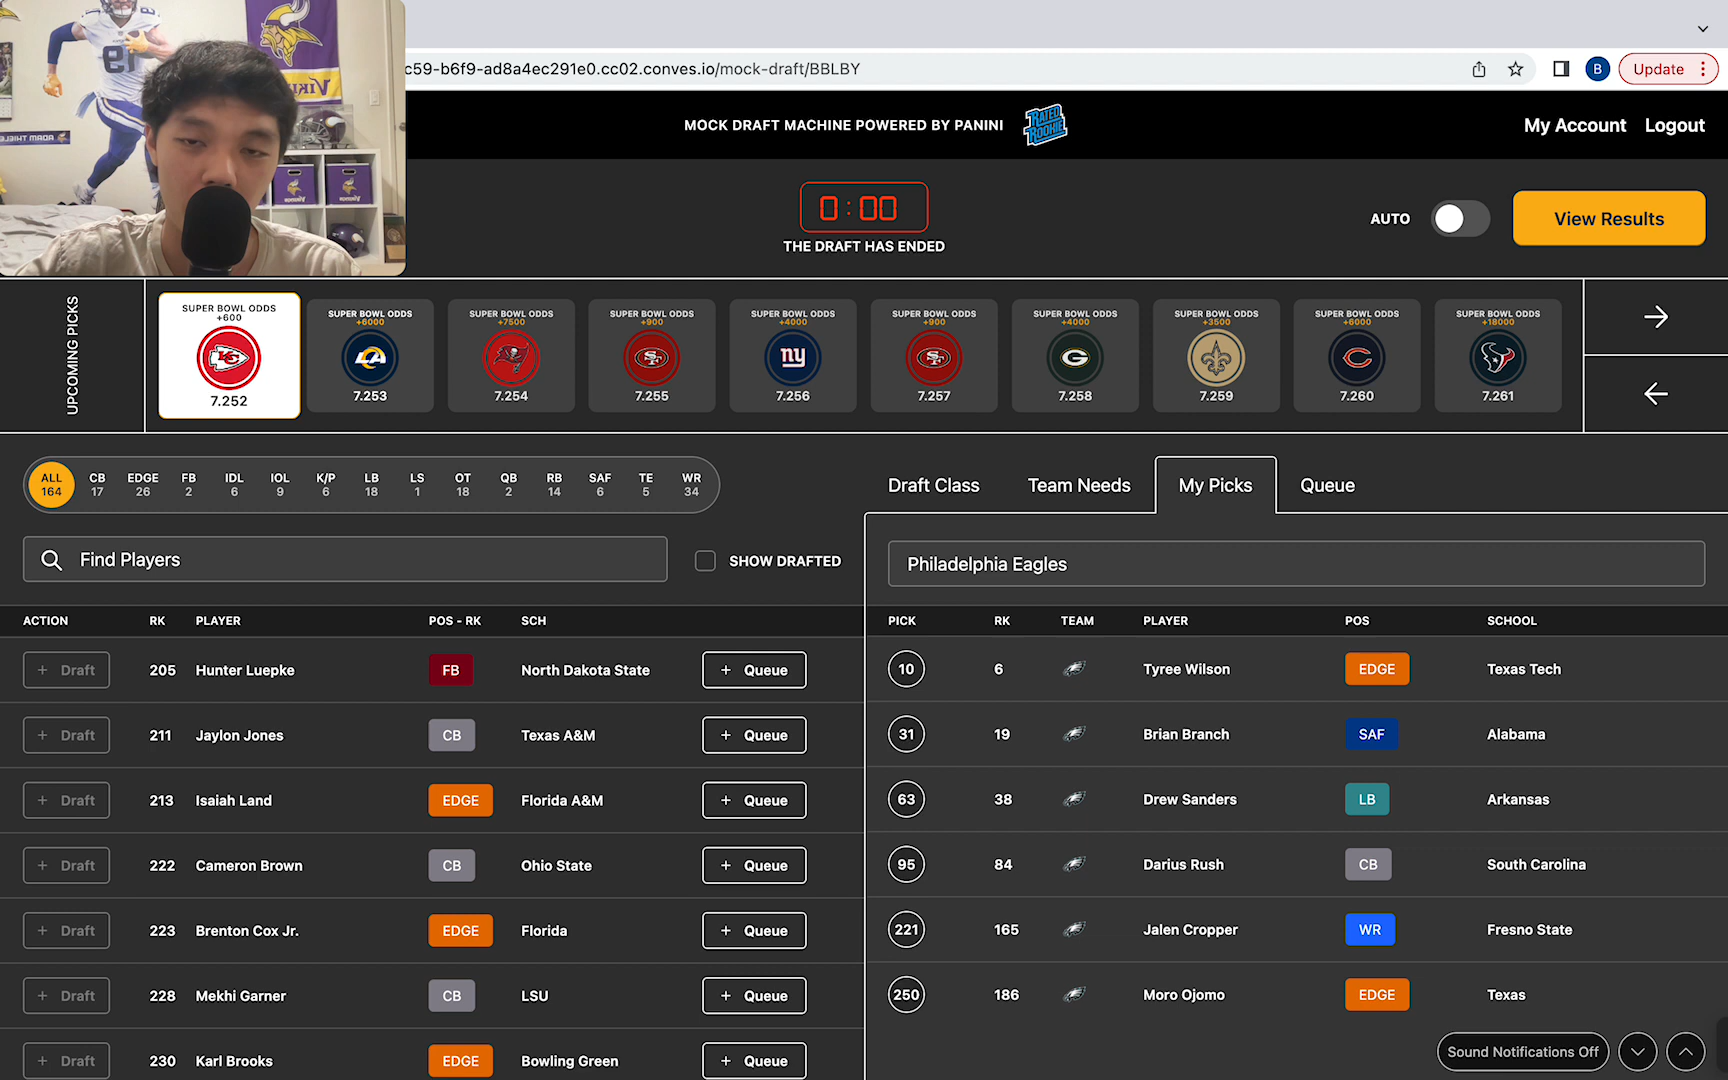 c59-b6f9-ad8a4ec291e0.cc02.conves.io/mock-draft/BBLBY
B
Update
MOCK DRAFT MACHINE POWERED BY PANINI
RATED ROOKIE
My Account
Logout
0:00
THE DRAFT HAS ENDED
AUTO
View Results
UPCOMING PICKS
SUPER BOWL ODDS +600 7.252
SUPER BOWL ODDS +6000 7.253
SUPER BOWL ODDS +7500 7.254
SUPER BOWL ODDS +900 7.255
SUPER BOWL ODDS +4000 ny 7.256
SUPER BOWL ODDS +900 7.257
SUPER BOWL ODDS +4000 G 7.258
SUPER BOWL ODDS +3500 7.259
SUPER BOWL ODDS +6000 C 7.260
SUPER BOWL ODDS +18000 7.261
ALL CB EDGE FB IDL IOL K/P LB LS OT QB RB SAF TE WR
164 17 26 2 6 9 6 18 1 18 2 14 6 5 34
Find Players
SHOW DRAFTED
ACTION RK PLAYER POS - RK SCH
+ Draft 205 Hunter Luepke FB North Dakota State + Queue
+ Draft 211 Jaylon Jones CB Texas A&M + Queue
+ Draft 213 Isaiah Land EDGE Florida A&M + Queue
+ Draft 222 Cameron Brown CB Ohio State + Queue
+ Draft 223 Brenton Cox Jr. EDGE Florida + Queue
+ Draft 228 Mekhi Garner CB LSU + Queue
+ Draft 230 Karl Brooks EDGE Bowling Green + Queue
Draft Class Team Needs My Picks Queue
Philadelphia Eagles
PICK RK TEAM PLAYER POS SCHOOL
10 6 Tyree Wilson EDGE Texas Tech
31 19 Brian Branch SAF Alabama
63 38 Drew Sanders LB Arkansas
95 84 Darius Rush CB South Carolina
221 165 Jalen Cropper WR Fresno State
250 186 Moro Ojomo EDGE Texas
Sound Notifications Off